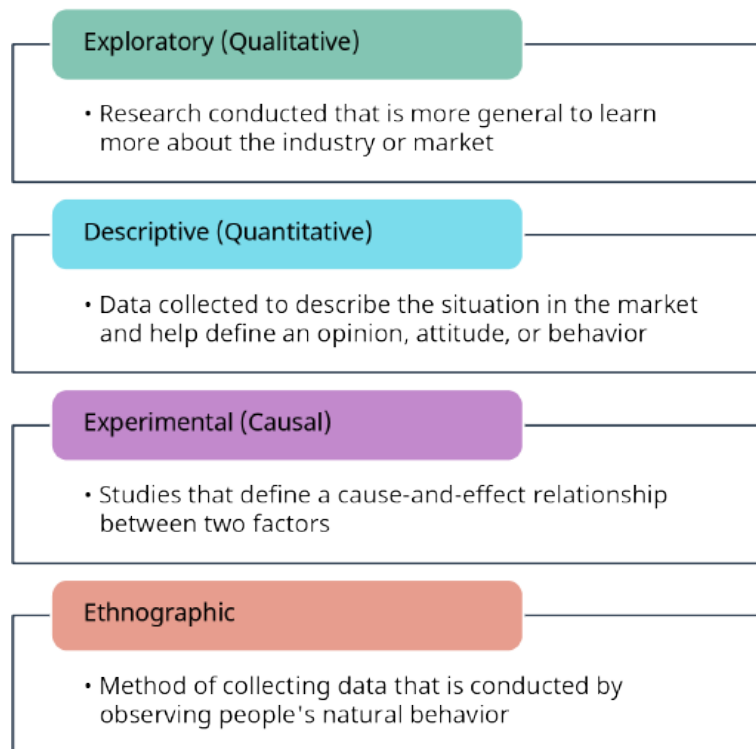 Exploratory (Qualitative)
• Research conducted that is more general to learn
more about the industry or market
Descriptive (Quantitative)
• Data collected to describe the situation in the market
and help define an opinion, attitude, or behavior
Experimental (Causal)
• Studies that define a cause-and-effect relationship
between two factors
Ethnographic
• Method of collecting data that is conducted by
observing people's natural behavior